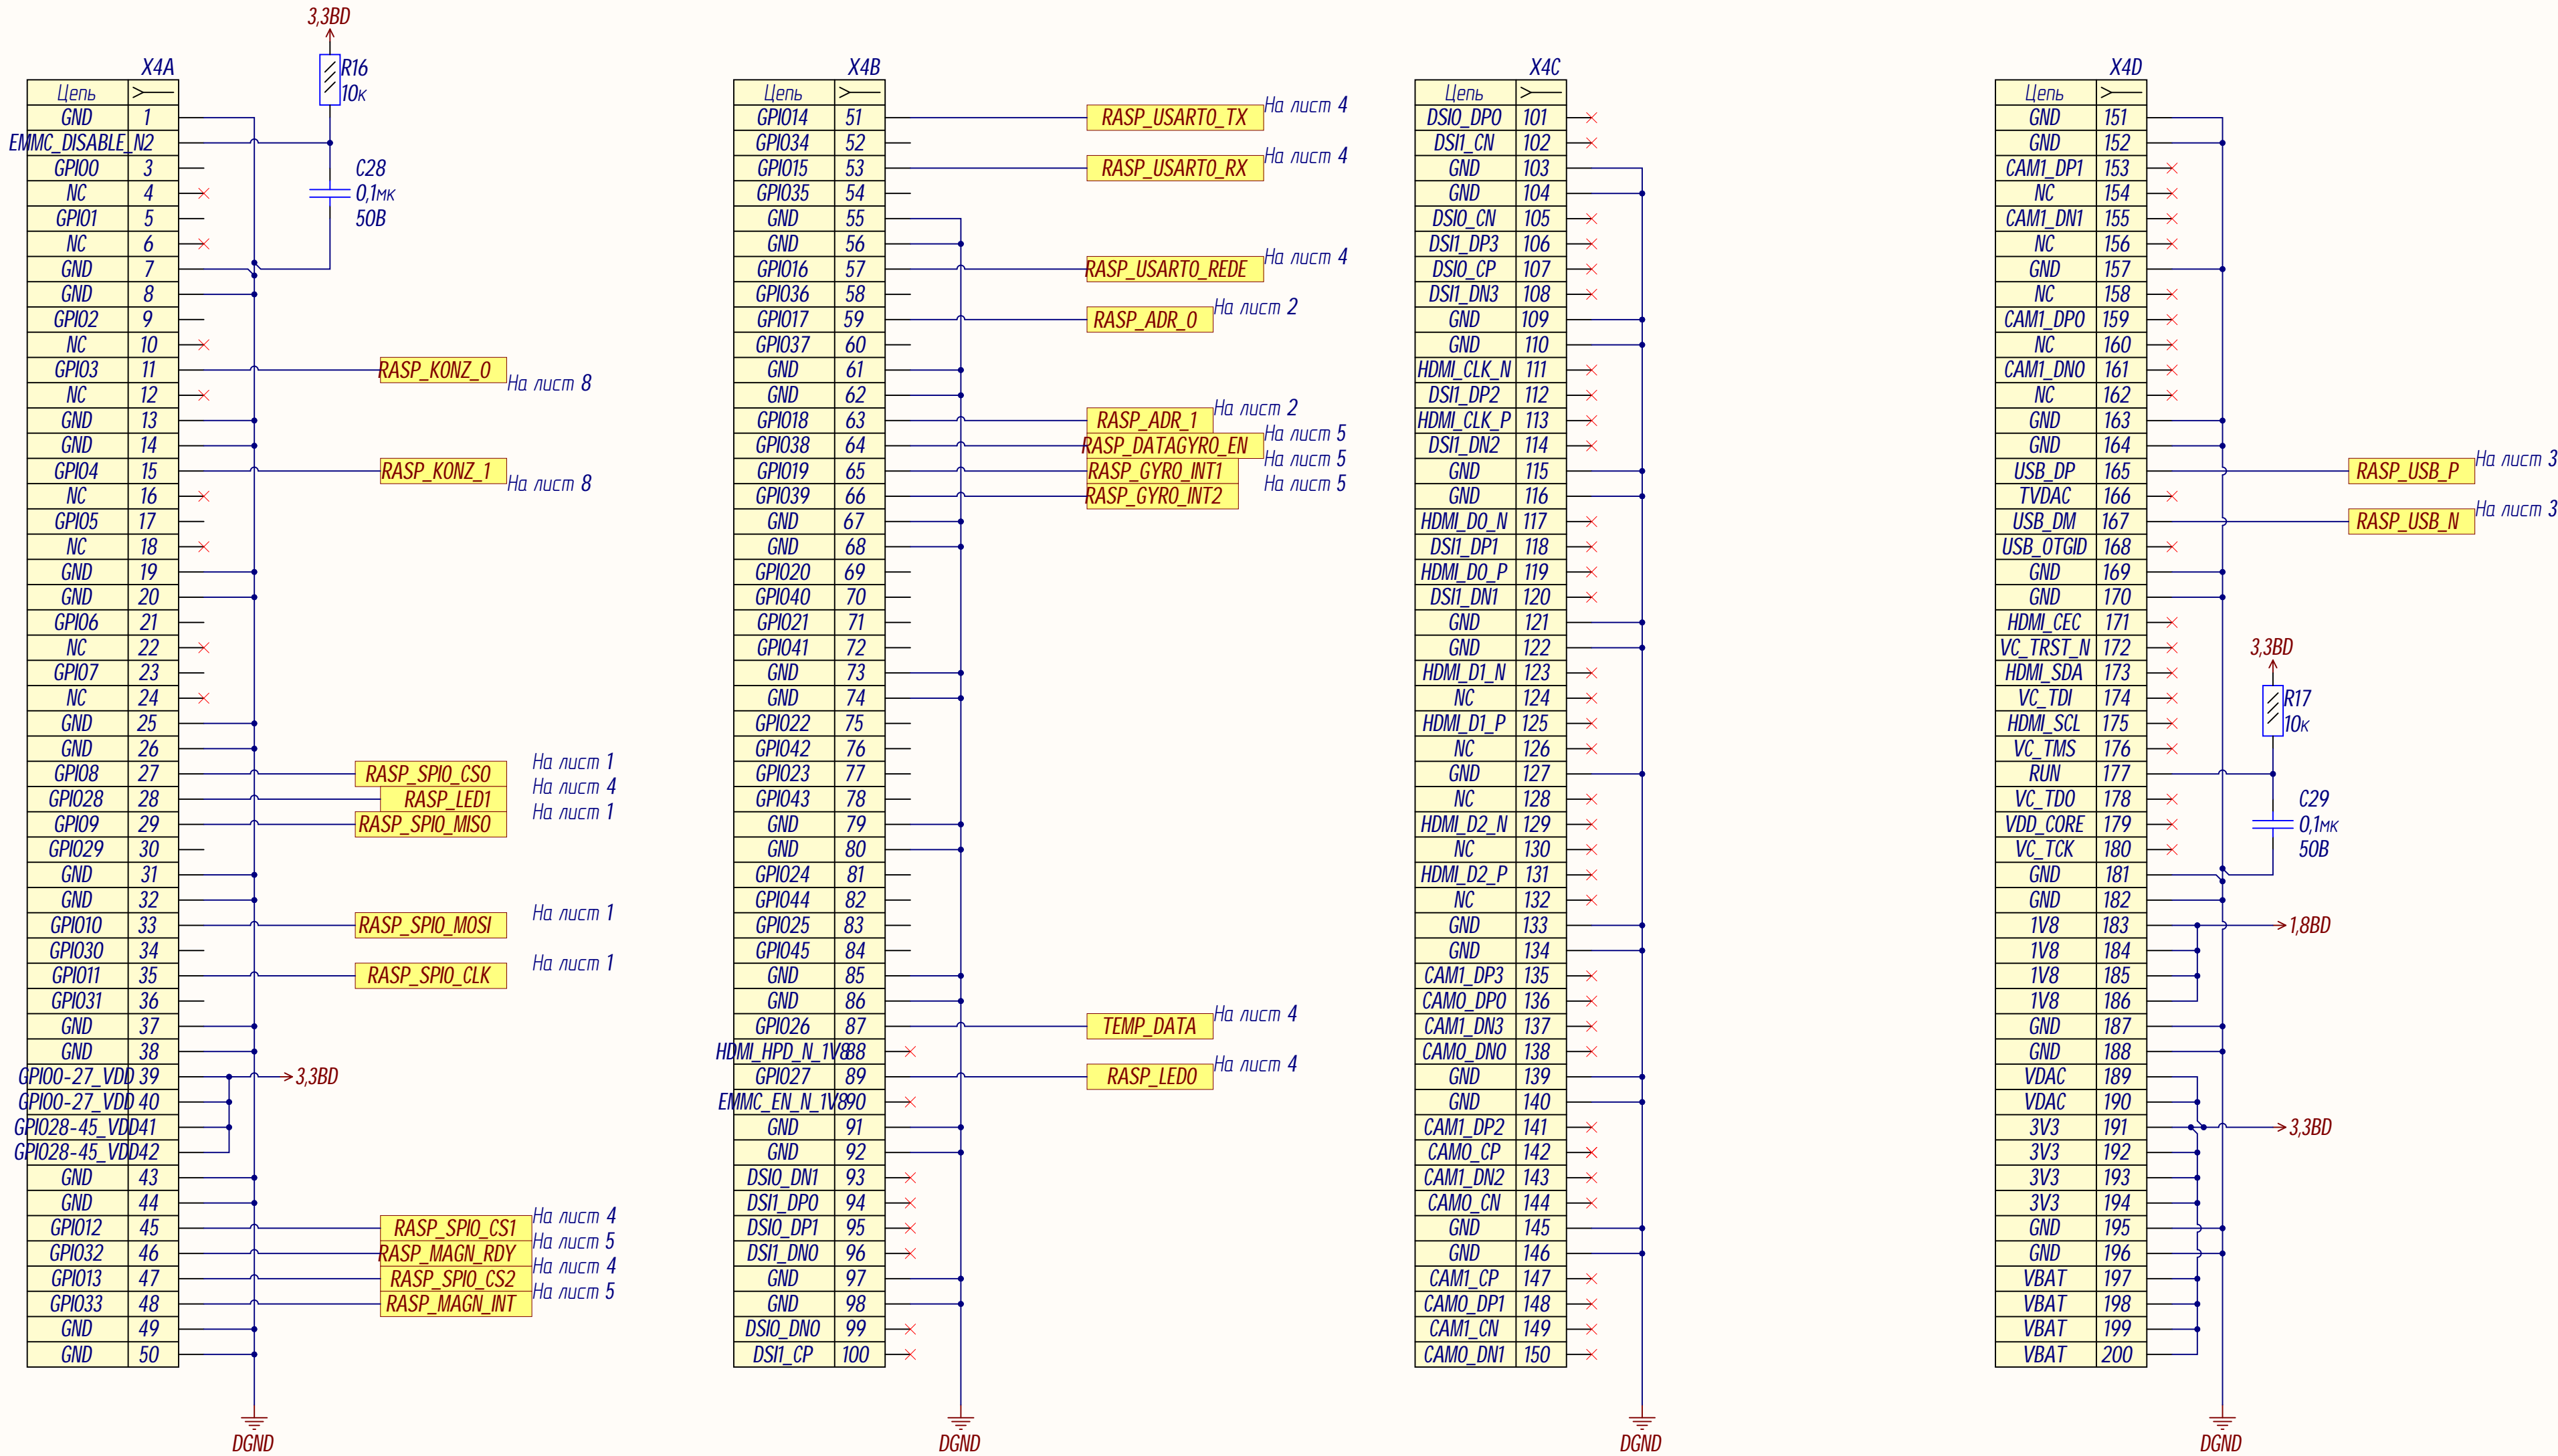 3,3BD
R16
10к
C28
0,1мк
50В
X4A
Цепь
GND 1
EMMC_DISABLE_N 2
GPIO0 3
NC 4
GPIO1 5
NC 6
GND 7
GND 8
GPIO2 9
NC 10
GPIO3 11 RASP_KONZ_0 На лист 8
NC 12
GND 13
GND 14
GPIO4 15 RASP_KONZ_1 На лист 8
NC 16
GPIO5 17
NC 18
GND 19
GND 20
GPIO6 21
NC 22
GPIO7 23
NC 24
GND 25
GND 26
GPIO8 27 RASP_SPIO_CS0 На лист 1
GPIO28 28 RASP_LED1 На лист 4
GPIO9 29 RASP_SPIO_MISO На лист 1
GPIO29 30
GND 31
GND 32
GPIO10 33 RASP_SPIO_MOSI На лист 1
GPIO30 34
GPIO11 35 RASP_SPIO_CLK На лист 1
GPIO31 36
GND 37
GND 38
GPIO0-27_VDD 39 3,3BD
GPIO0-27_VDD 40
GPIO28-45_VDD 41
GPIO28-45_VDD 42
GND 43
GND 44
GPIO12 45 RASP_SPIO_CS1 На лист 4
GPIO32 46 RASP_MAGN_RDY На лист 5
GPIO13 47 RASP_SPIO_CS2 На лист 4
GPIO33 48 RASP_MAGN_INT На лист 5
GND 49
GND 50
DGND
X4B
Цепь
GPIO14 51 RASP_USART0_TX На лист 4
GPIO34 52
GPIO15 53 RASP_USART0_RX На лист 4
GPIO35 54
GND 55
GND 56
GPIO16 57 RASP_USART0_REDE На лист 4
GPIO36 58
GPIO17 59 RASP_ADR_0 На лист 2
GPIO37 60
GND 61
GND 62
GPIO18 63 RASP_ADR_1 На лист 2
GPIO38 64 RASP_DATAGYRO_EN На лист 5
GPIO19 65 RASP_GYRO_INT1 На лист 5
GPIO39 66 RASP_GYRO_INT2 На лист 5
GND 67
GND 68
GPIO20 69
GPIO40 70
GPIO21 71
GPIO41 72
GND 73
GND 74
GPIO22 75
GPIO42 76
GPIO23 77
GPIO43 78
GND 79
GND 80
GPIO24 81
GPIO44 82
GPIO25 83
GPIO45 84
GND 85
GND 86
GPIO26 87 TEMP_DATA На лист 4
HDMI_HPD_N_1V8 88
GPIO27 89 RASP_LED0 На лист 4
EMMC_EN_N_1V8 90
GND 91
GND 92
DSI0_DN1 93
DSI1_DP0 94
DSI0_DP1 95
DSI1_DN0 96
GND 97
GND 98
DSI0_DN0 99
DSI1_CP 100
DGND
X4C
Цепь
DSI0_DP0 101
DSI1_CN 102
GND 103
GND 104
DSI0_CN 105
DSI1_DP3 106
DSI0_CP 107
DSI1_DN3 108
GND 109
GND 110
HDMI_CLK_N 111
DSI1_DP2 112
HDMI_CLK_P 113
DSI1_DN2 114
GND 115
GND 116
HDMI_D0_N 117
DSI1_DP1 118
HDMI_D0_P 119
DSI1_DN1 120
GND 121
GND 122
HDMI_D1_N 123
NC 124
HDMI_D1_P 125
NC 126
GND 127
NC 128
HDMI_D2_N 129
NC 130
HDMI_D2_P 131
NC 132
GND 133
GND 134
CAM1_DP3 135
CAM0_DP0 136
CAM1_DN3 137
CAM0_DN0 138
GND 139
GND 140
CAM1_DP2 141
CAM0_CP 142
CAM1_DN2 143
CAM0_CN 144
GND 145
GND 146
CAM1_CP 147
CAM0_DP1 148
CAM1_CN 149
CAM0_DN1 150
DGND
X4D
Цепь
GND 151
GND 152
CAM1_DP1 153
NC 154
CAM1_DN1 155
NC 156
GND 157
NC 158
CAM1_DP0 159
NC 160
CAM1_DN0 161
NC 162
GND 163
GND 164
USB_DP 165 RASP_USB_P На лист 3
TVDAC 166
USB_DM 167 RASP_USB_N На лист 3
USB_OTGID 168
GND 169
GND 170
HDMI_CEC 171
VC_TRST_N 172
HDMI_SDA 173
VC_TDI 174
HDMI_SCL 175
VC_TMS 176
RUN 177
VC_TDO 178
VDD_CORE 179
VC_TCK 180
GND 181
GND 182
1V8 183 1,8BD
1V8 184
1V8 185
1V8 186
GND 187
GND 188
VDAC 189
VDAC 190
3V3 191 3,3BD
3V3 192
3V3 193
3V3 194
GND 195
GND 196
VBAT 197
VBAT 198
VBAT 199
VBAT 200
3,3BD
R17
10к
C29
0,1мк
50В
DGND